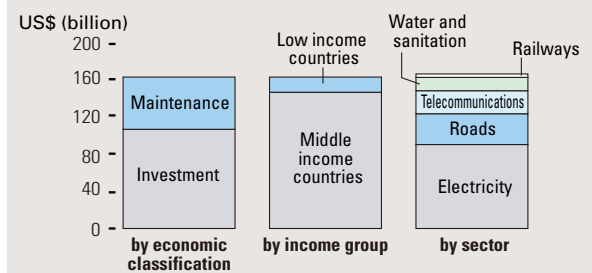 US$ (billion)
200
160
120
80
40
0
Maintenance
Investment
by economic
classification
Low income
countries
Middle
income
countries
by income group
Water and
sanitation
Railways
Telecommunications
Roads
Electricity
by sector